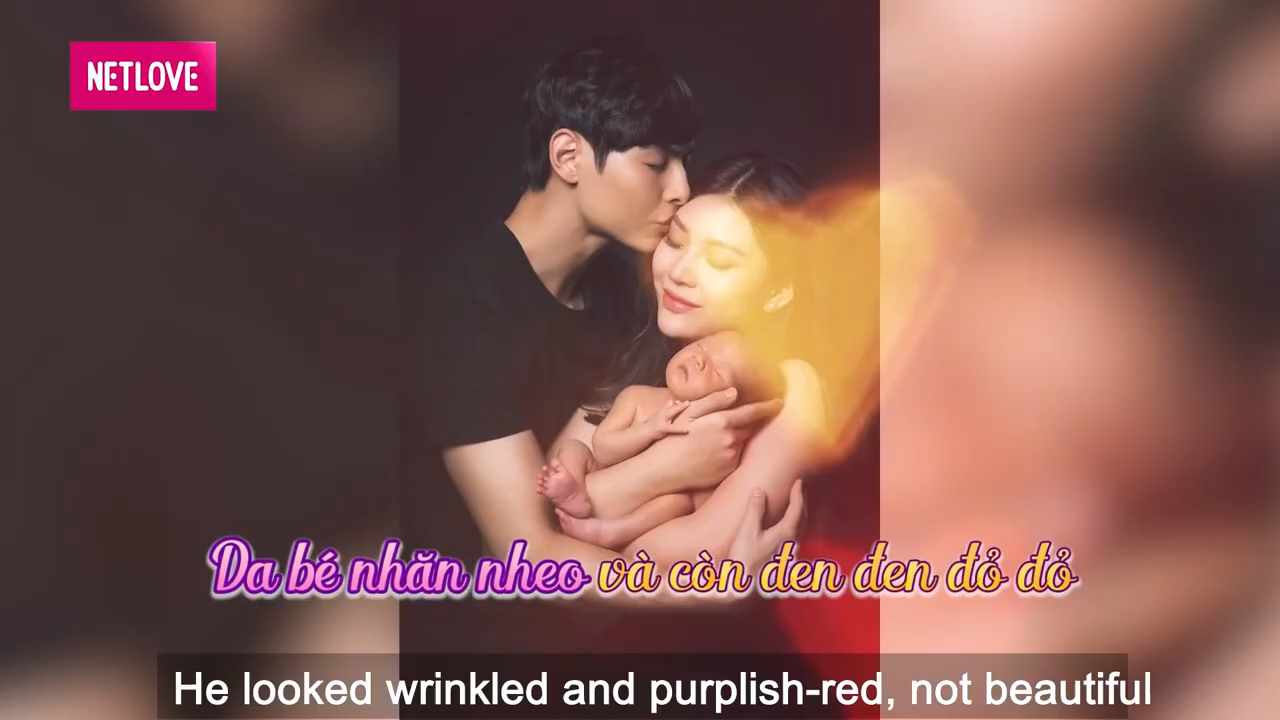 NETLOVE
Da bé nhăn nheo và còn đen đen đỏ đỏ
He looked wrinkled and purplish-red, not beautiful